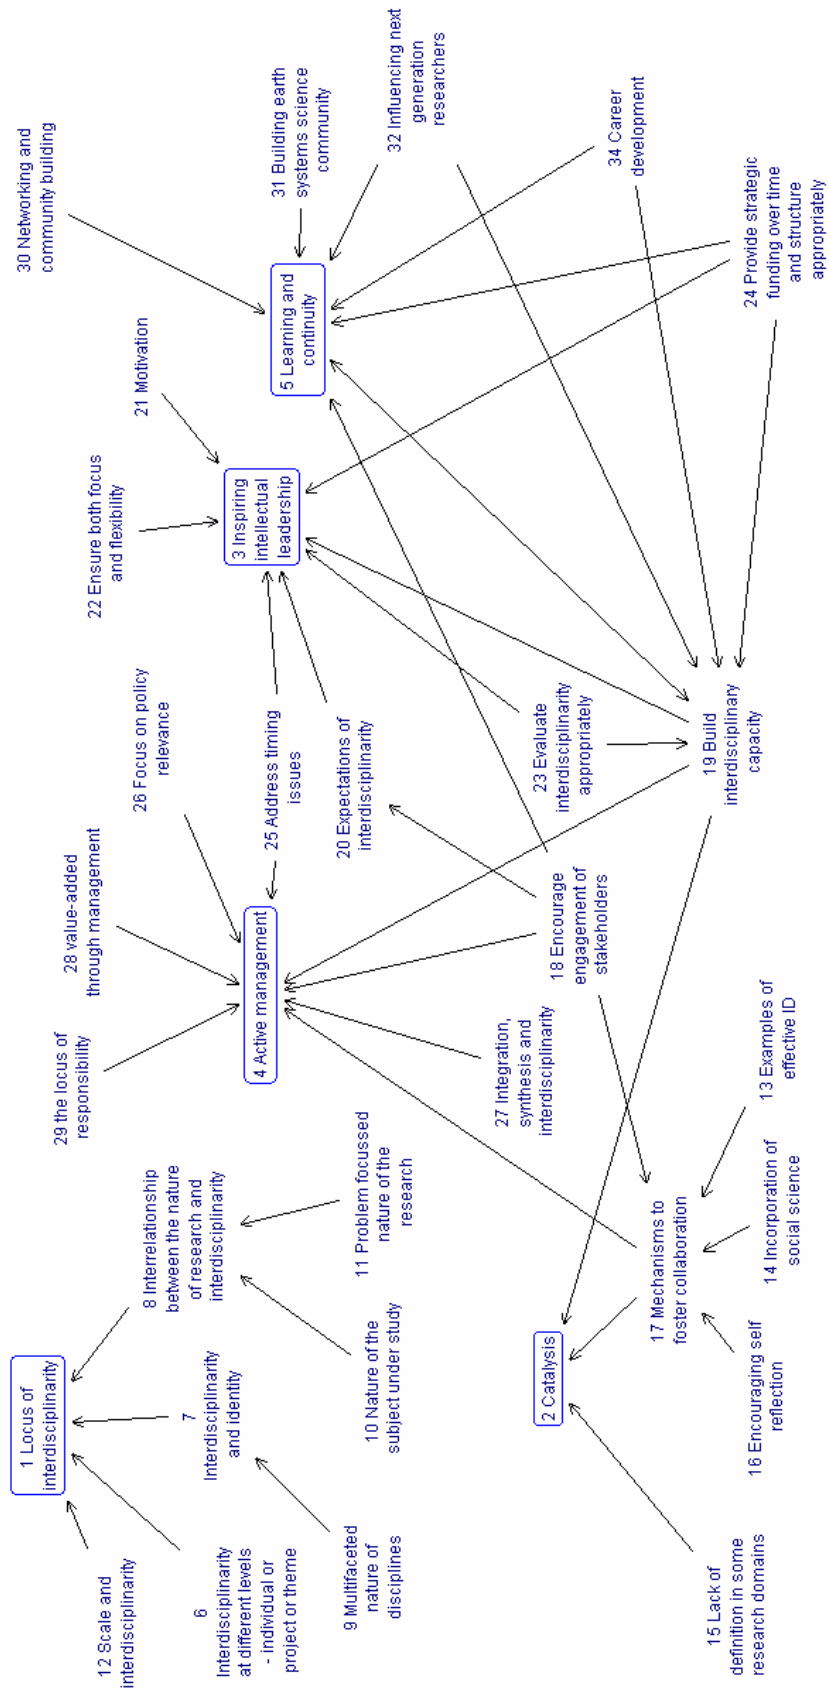 1 Locus of
interdisciplinarity
12 Scale and
interdisciplinarity
6
Interdisciplinarity
at different levels
- individual or
project or theme
7
Interdisciplinarity
and identity
9 Multifaceted
nature of
disciplines
8 Interrelationship
between the nature
of research and
interdisciplinarity
10 Nature of the
subject under study
11 Problem focussed
nature of the
research
29 the locus of
responsibility
28 value-added
through management
26 Focus on policy
relevance
4 Active management
25 Address timing
issues
20 Expectations of
interdisciplinarity
22 Ensure both focus
and flexibility
21 Motivation
3 Inspiring
intellectual
leadership
30 Networking and
community building
5 Learning and
continuity
31 Building earth
systems science
community
32 Influencing next
generation
researchers
34 Career
development
24 Provide strategic
funding over time
and structure
appropriately
23 Evaluate
interdisciplinarity
appropriately
19 Build
interdisciplinary
capacity
18 Encourage
engagement of
stakeholders
27 Integration,
synthesis and
interdisciplinarity
2 Catalysis
17 Mechanisms to
foster collaboration
15 Lack of
definition in some
research domains
16 Encouraging self
reflection
14 Incorporation of
social science
13 Examples of
effective ID